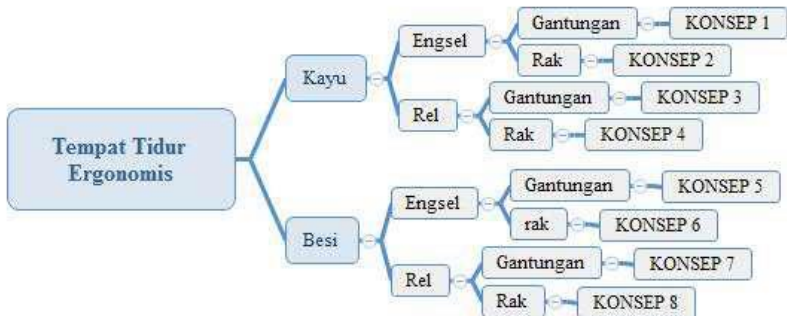 Tempat Tidur
Ergonomis
Kayu
Engsel
Gantungan
KONSEP 1
Rak
KONSEP 2
Rel
Gantungan
KONSEP 3
Rak
KONSEP 4
Besi
Engsel
Gantungan
KONSEP 5
rak
KONSEP 6
Rel
Gantungan
KONSEP 7
Rak
KONSEP 8